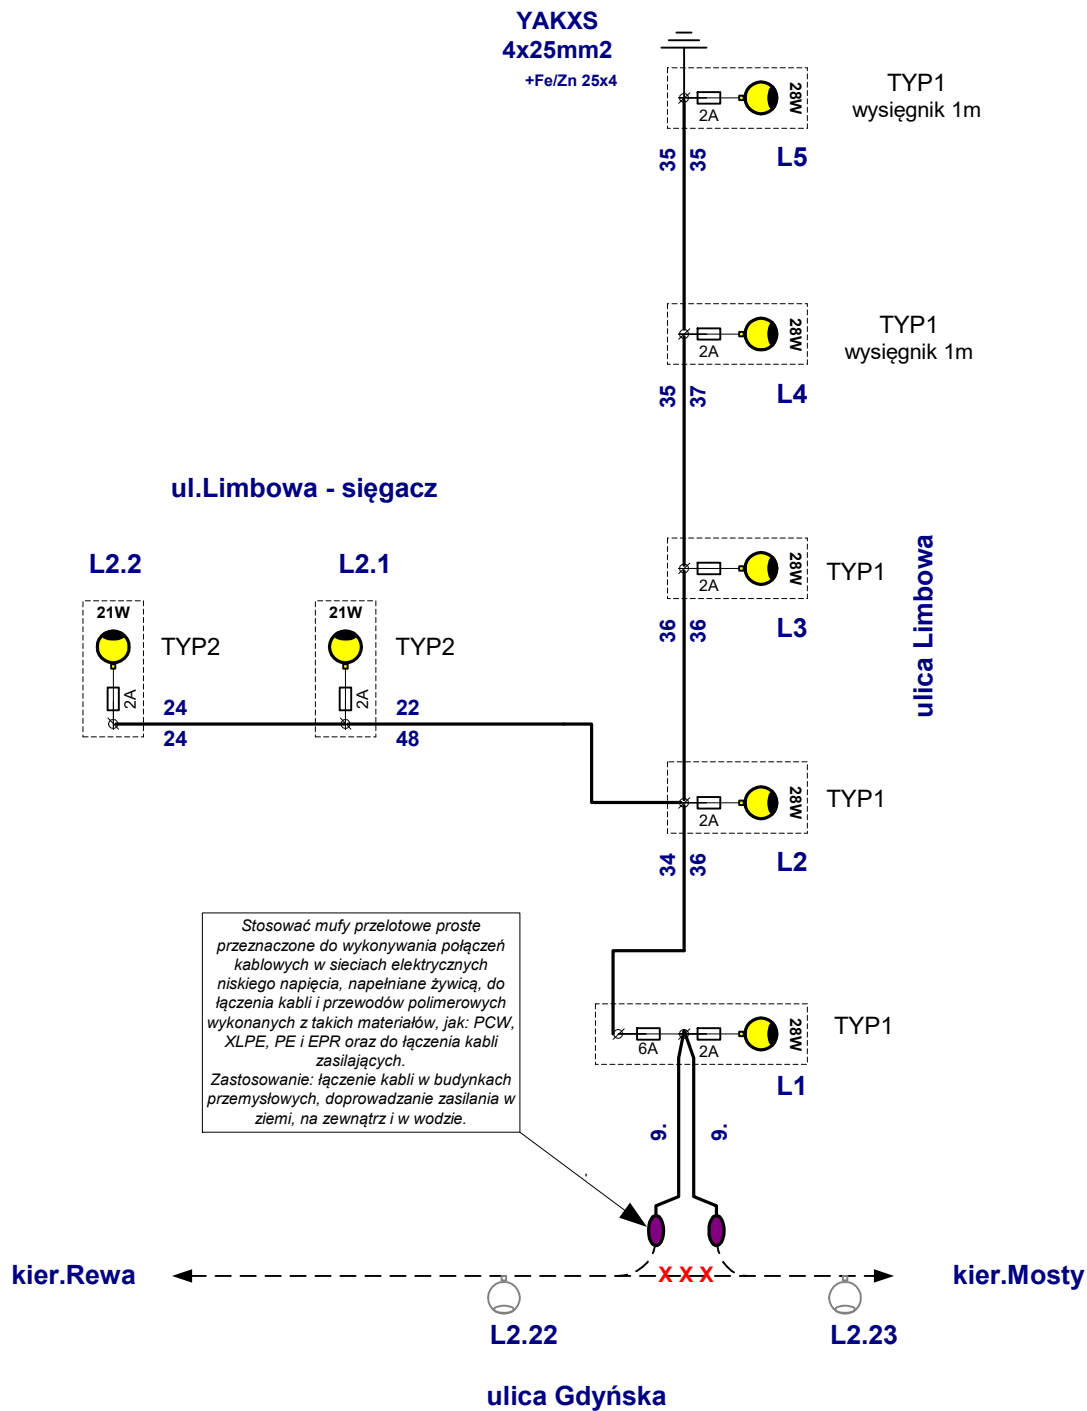 YAKXS
4x25mm2
+Fe/Zn 25x4
2A
28W
L5
TYP1
wysięgnik 1m
35
35
2A
28W
L4
TYP1
wysięgnik 1m
35
37
ul.Limbowa - sięgacz
L2.2
L2.1
21W
TYP2
2A
21W
TYP2
2A
24
24
22
48
2A
28W
L3
TYP1
36
36
ulica Limbowa
2A
28W
L2
TYP1
34
36
Stosować mufy przelotowe proste
przeznaczone do wykonywania połączeń
kablowych w sieciach elektrycznych
niskiego napięcia, napełniane żywicą, do
łączenia kabli i przewodów polimerowych
wykonanych z takich materiałów, jak: PCW,
XLPE, PE i EPR oraz do łączenia kabli
zasilających.
Zastosowanie: łączenie kabli w budynkach
przemysłowych, doprowadzanie zasilania w
ziemi, na zewnątrz i w wodzie.
6A
2A
28W
L1
TYP1
9.
9.
kier.Rewa
X X X
kier.Mosty
L2.22
L2.23
ulica Gdyńska